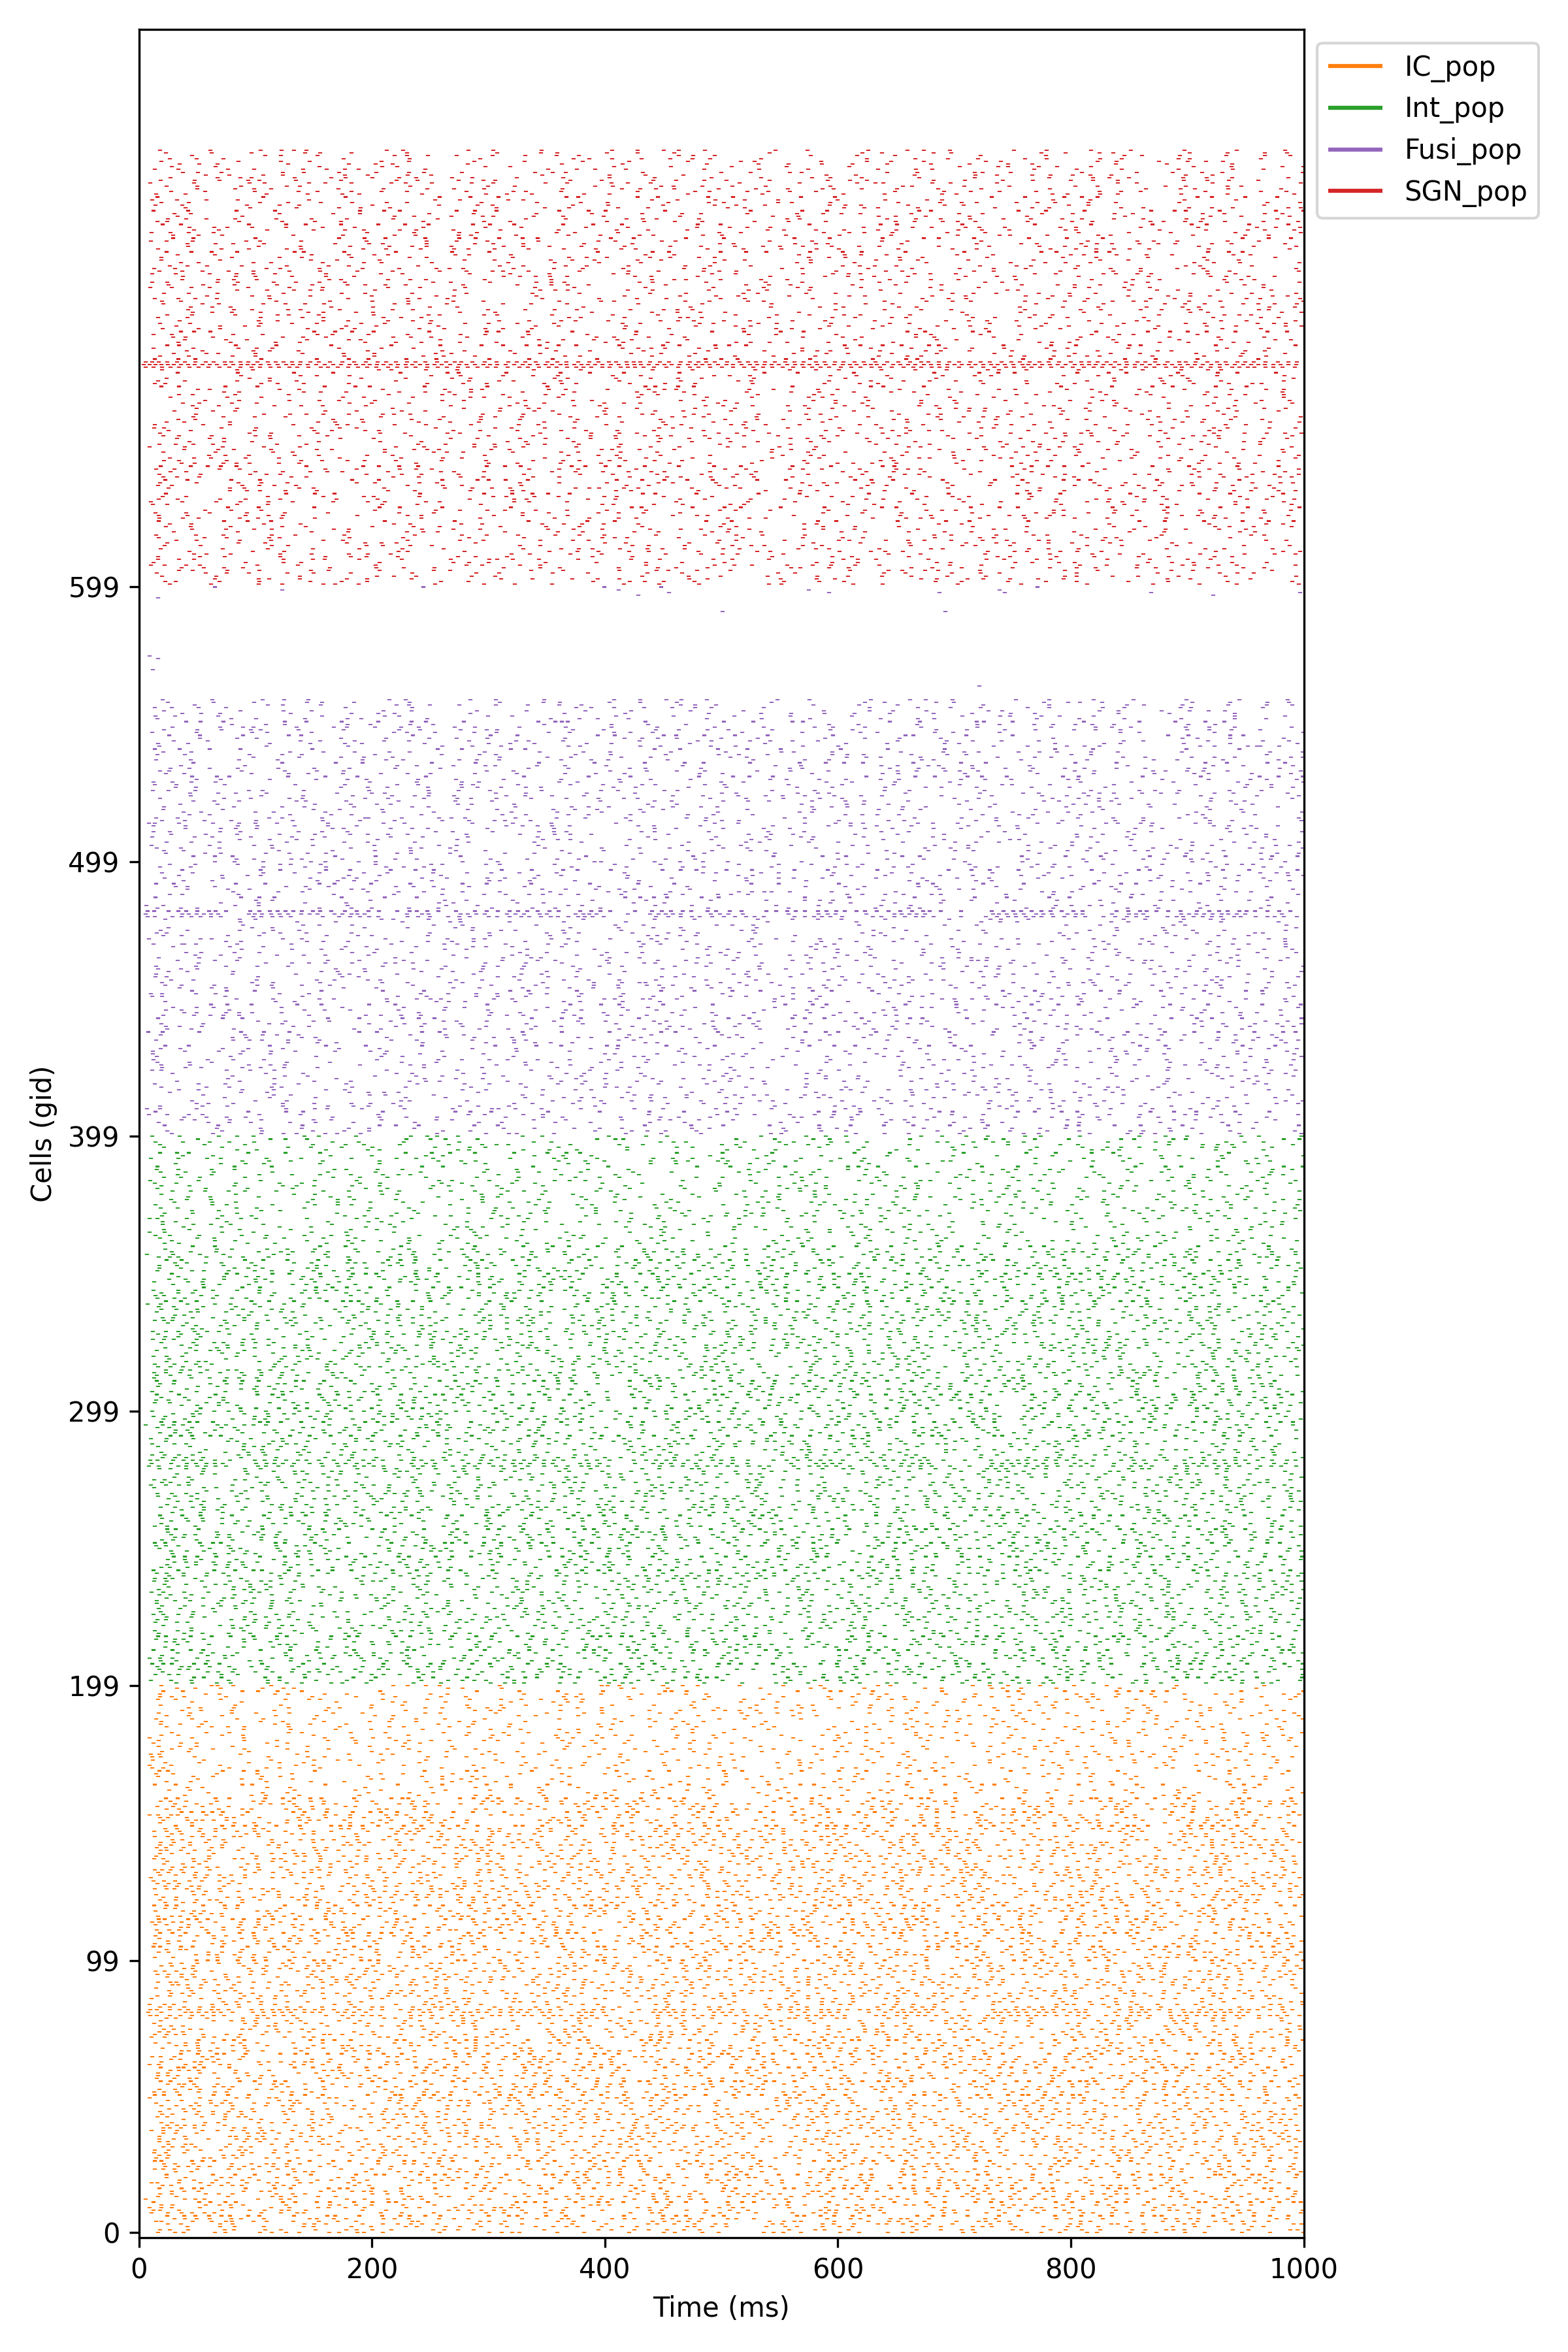 IC_pop
Int_pop
Fusi_pop
SGN_pop
599
499
399
299
199
99
0
Cells (gid)
0 200 400 600 800 1000
Time (ms)